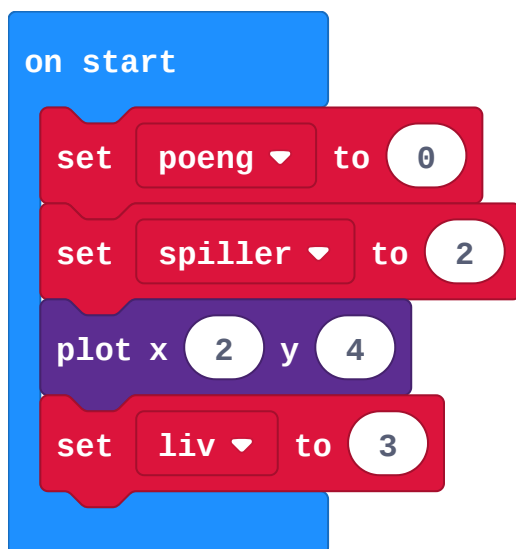 on start
set poeng to 0
set spiller to 2
plot x 2 y 4
set liv to 3